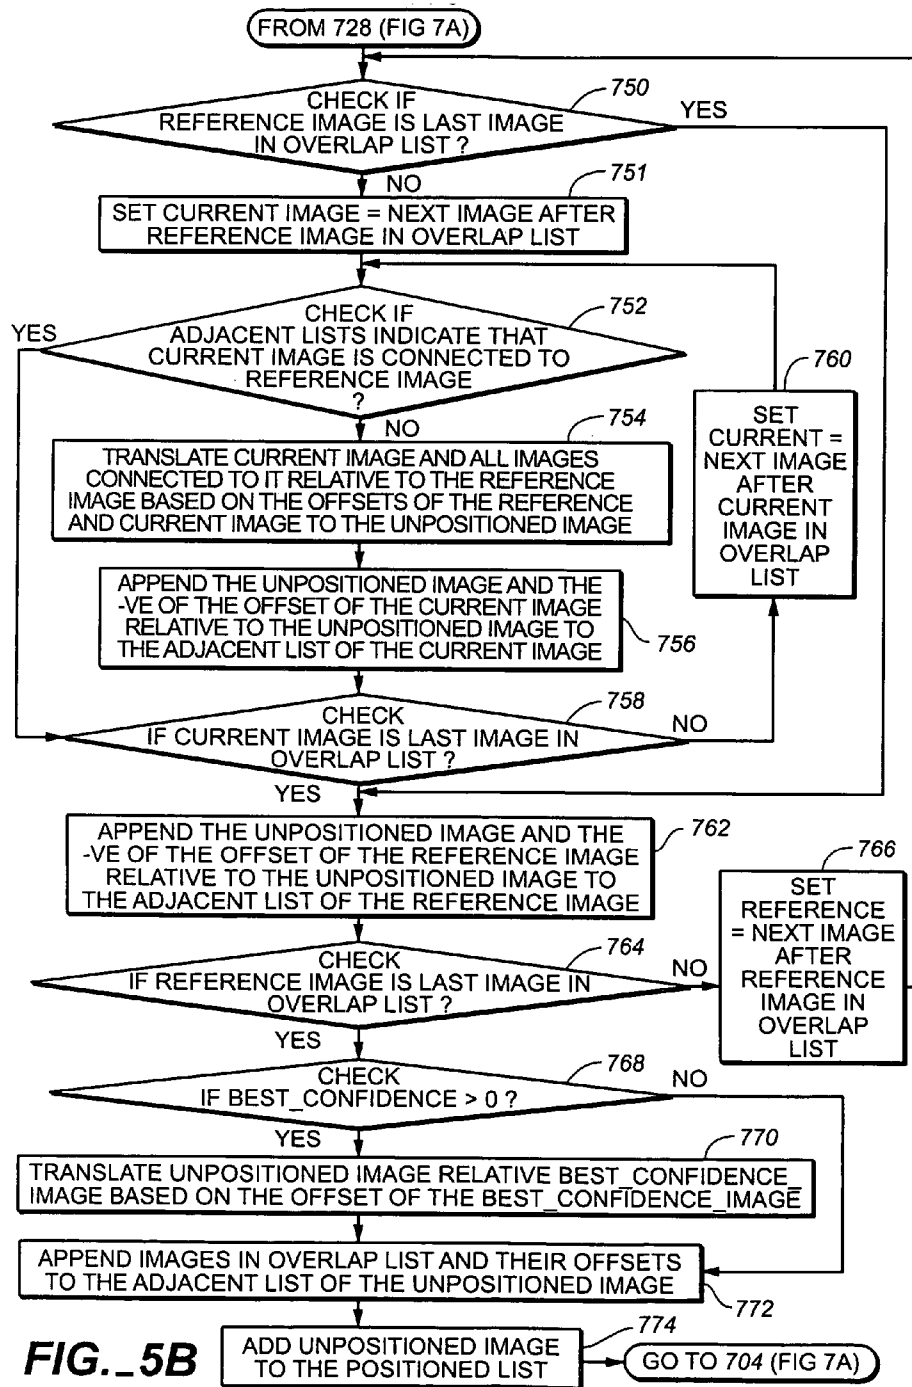 FROM 728 (FIG 7A)
CHECK IF
REFERENCE IMAGE IS LAST IMAGE
IN OVERLAP LIST ?
750
YES
NO
751
SET CURRENT IMAGE = NEXT IMAGE AFTER
REFERENCE IMAGE IN OVERLAP LIST
CHECK IF
ADJACENT LISTS INDICATE THAT
CURRENT IMAGE IS CONNECTED TO
REFERENCE IMAGE
?
752
YES
NO
754
TRANSLATE CURRENT IMAGE AND ALL IMAGES
CONNECTED TO IT RELATIVE TO THE REFERENCE
IMAGE BASED ON THE OFFSETS OF THE REFERENCE
AND CURRENT IMAGE TO THE UNPOSITIONED IMAGE
760
SET
CURRENT =
NEXT IMAGE
AFTER
CURRENT
IMAGE IN
OVERLAP
LIST
APPEND THE UNPOSITIONED IMAGE AND THE
-VE OF THE OFFSET OF THE CURRENT IMAGE
RELATIVE TO THE UNPOSITIONED IMAGE TO
THE ADJACENT LIST OF THE CURRENT IMAGE
756
CHECK
IF CURRENT IMAGE IS LAST IMAGE IN
OVERLAP LIST ?
758
NO
YES
APPEND THE UNPOSITIONED IMAGE AND THE
-VE OF THE OFFSET OF THE REFERENCE IMAGE
RELATIVE TO THE UNPOSITIONED IMAGE TO
THE ADJACENT LIST OF THE REFERENCE IMAGE
762
766
SET
REFERENCE
= NEXT IMAGE
AFTER
REFERENCE
IMAGE IN
OVERLAP
LIST
CHECK
IF REFERENCE IMAGE IS LAST IMAGE IN
OVERLAP LIST ?
764
NO
YES
CHECK
IF BEST_CONFIDENCE > 0 ?
768
NO
YES
770
TRANSLATE UNPOSITIONED IMAGE RELATIVE BEST_CONFIDENCE_
IMAGE BASED ON THE OFFSET OF THE BEST_CONFIDENCE_IMAGE
APPEND IMAGES IN OVERLAP LIST AND THEIR OFFSETS
TO THE ADJACENT LIST OF THE UNPOSITIONED IMAGE
772
774
ADD UNPOSITIONED IMAGE
TO THE POSITIONED LIST
GO TO 704 (FIG 7A)
FIG._5B